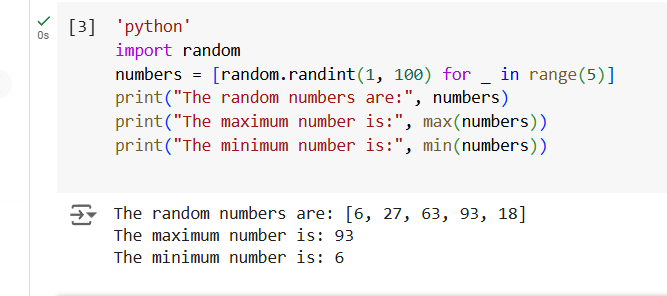 [3] 'python'
import random
numbers = [random.randint(1, 100) for _ in range(5)]
print("The random numbers are:", numbers)
print("The maximum number is:", max(numbers))
print("The minimum number is:", min(numbers))
0s
The random numbers are: [6, 27, 63, 93, 18]
The maximum number is: 93
The minimum number is: 6